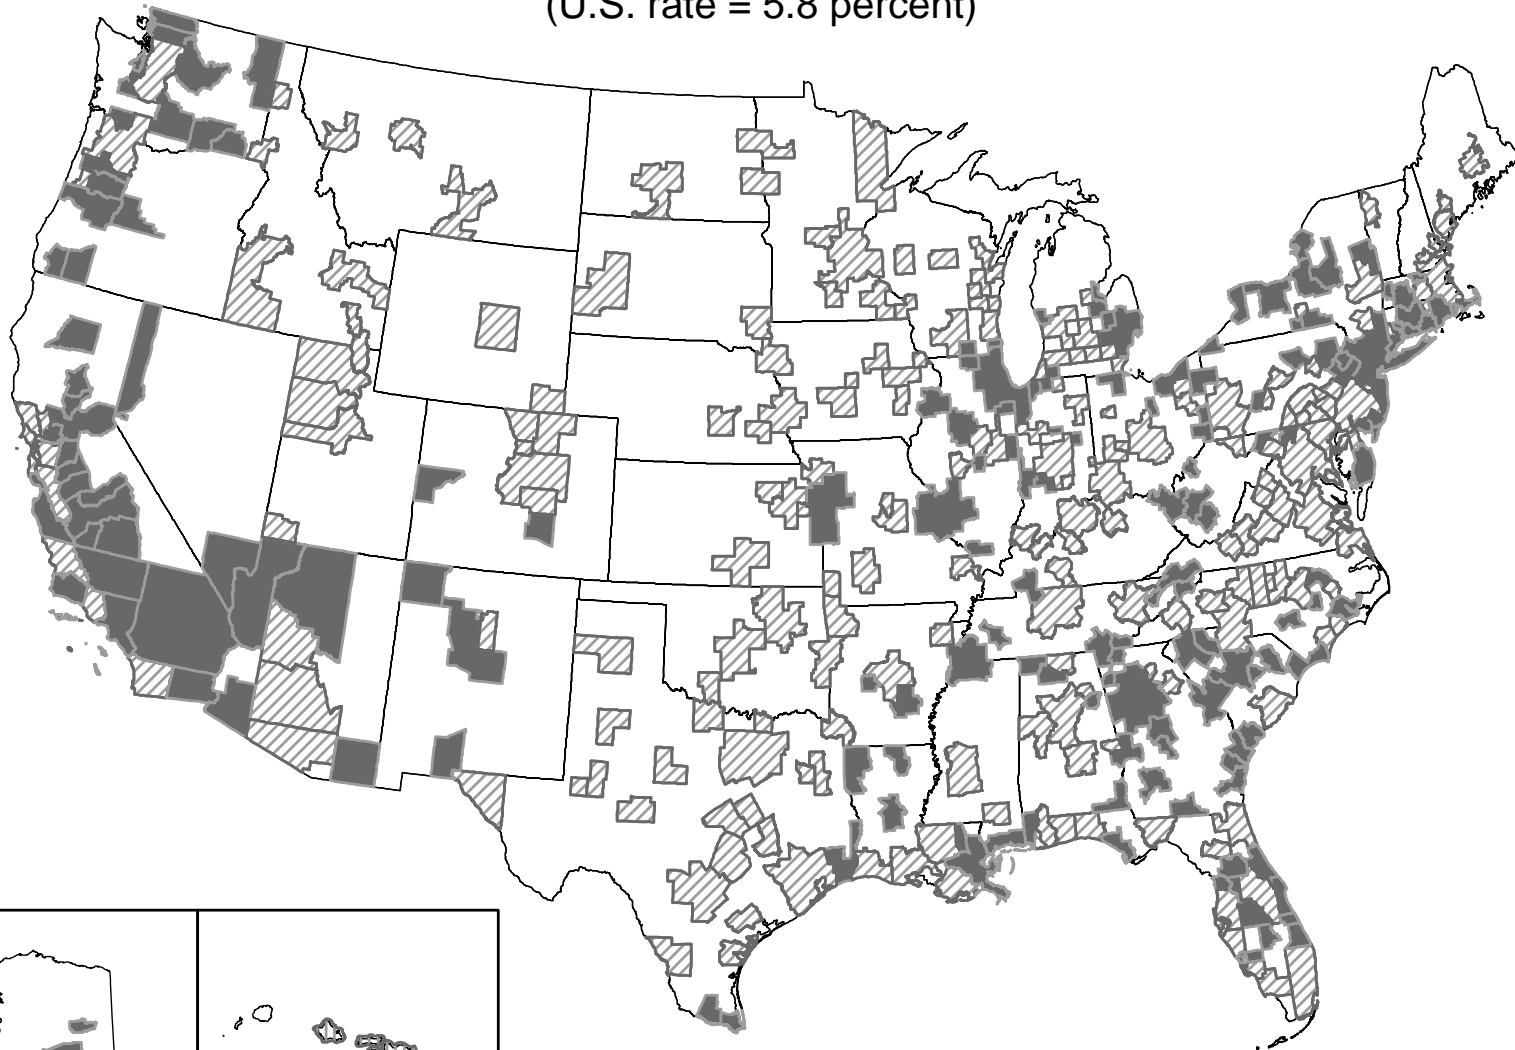 (U.S. rate = 5.8 percent)